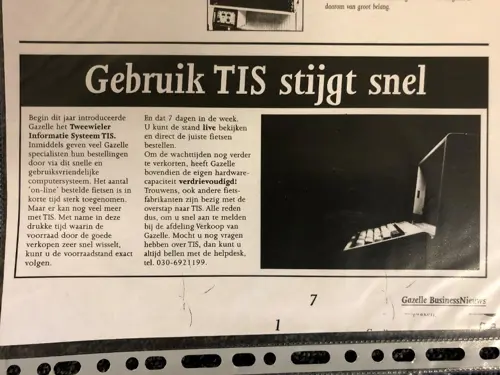 daarom van groot belang.
Gebruik TIS stijgt snel
Begin dit jaar introduceerde
Gazelle het Tweewieler
Informatie Systeem TIS.
Inmiddels geven veel Gazelle
specialisten hun bestellingen
door via dit snelle en
gebruiksvriendelijke
computersysteem. Het aantal
'on-line' bestelde fietsen is in
korte tijd sterk toegenomen.
Maar er kan nog veel meer
met TIS. Met name in deze
drukke tijd waarin de
voorraad door de goede
verkopen zeer snel wisselt,
kunt u de voorraadstand exact
volgen.
En dat 7 dagen in de week.
U kunt de stand live bekijken
en direct de juiste fietsen
bestellen.
Om de wachttijden nog verder
te verkorten, heeft Gazelle
bovendien de eigen hardware-
capaciteit verdrievoudigd!
Trouwens, ook andere fiets-
fabrikanten zijn bezig met de
overstap naar TIS. Alle reden
dus, om u snel aan te melden
bij de afdeling Verkoop van
Gazelle. Mocht u nog vragen
hebben over TIS, dan kunt u
altijd bellen met de helpdesk,
tel. 030-6921199.
7
Gazelle BusinessNieuws
1